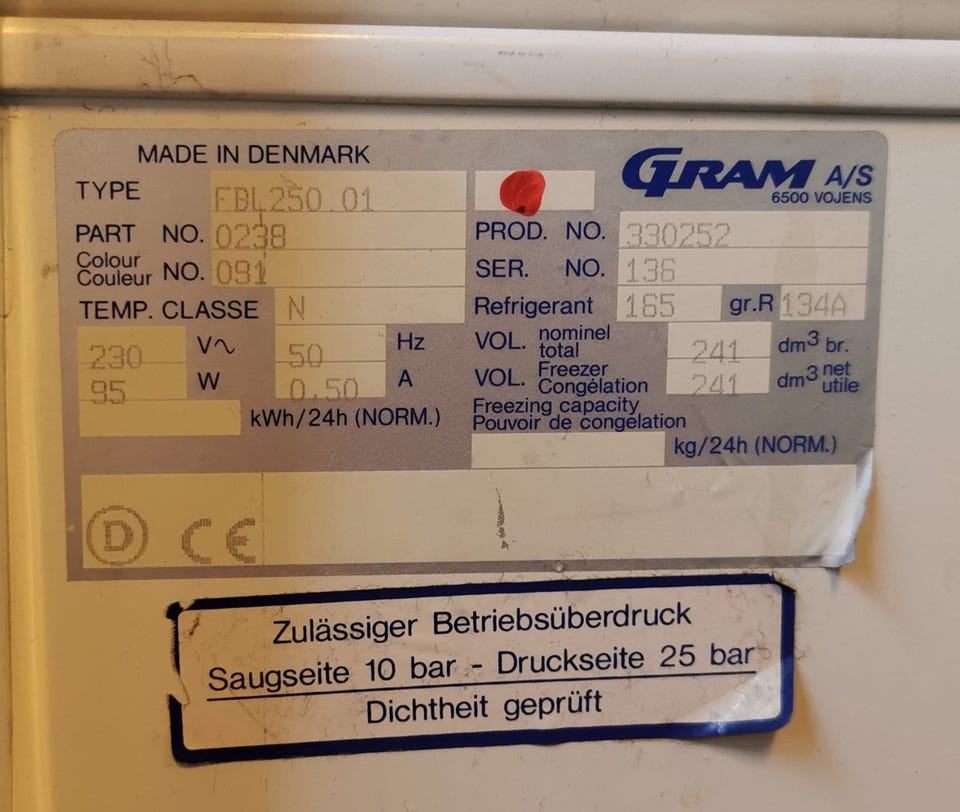 MADE IN DENMARK
GRAM A/S
6500 VOJENS
TYPE FBL250.01
PART NO. 0238
PROD. NO. 330252
Colour
Couleur NO. 091
SER. NO. 136
TEMP. CLASSE N
Refrigerant 165 gr.R 134A
230 V~ 50 Hz
VOL. nominel total 241 dm³ br.
95 W 0,50 A
VOL. Freezer Congélation 241 dm³ net utile
kWh/24h (NORM.)
Freezing capacity
Pouvoir de congelation
kg/24h (NORM.)
D CE
Zulässiger Betriebsüberdruck
Saugseite 10 bar - Druckseite 25 bar
Dichtheit geprüft